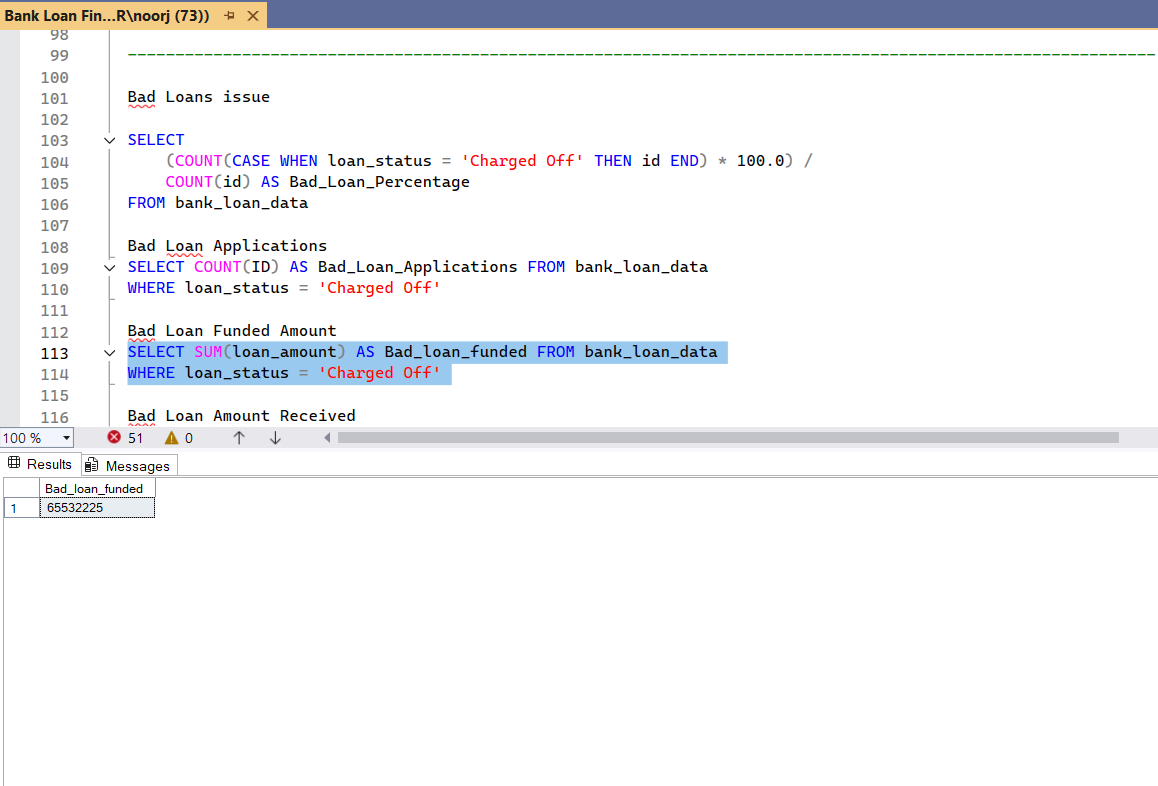 Bank Loan Fin...R\noorj (73))
98
99 ------------------------------------------------------------------------------------------------------------
100
101 Bad Loans issue
102
103 SELECT
104 (COUNT(CASE WHEN loan_status = 'Charged Off' THEN id END) * 100.0) /
105 COUNT(id) AS Bad_Loan_Percentage
106 FROM bank_loan_data
107
108 Bad Loan Applications
109 SELECT COUNT(ID) AS Bad_Loan_Applications FROM bank_loan_data
110 WHERE loan_status = 'Charged Off'
111
112 Bad Loan Funded Amount
113 SELECT SUM(loan_amount) AS Bad_loan_funded FROM bank_loan_data
114 WHERE loan_status = 'Charged Off'
115
116 Bad Loan Amount Received
100 % 51 0
Results Messages
Bad_loan_funded
1 65532225